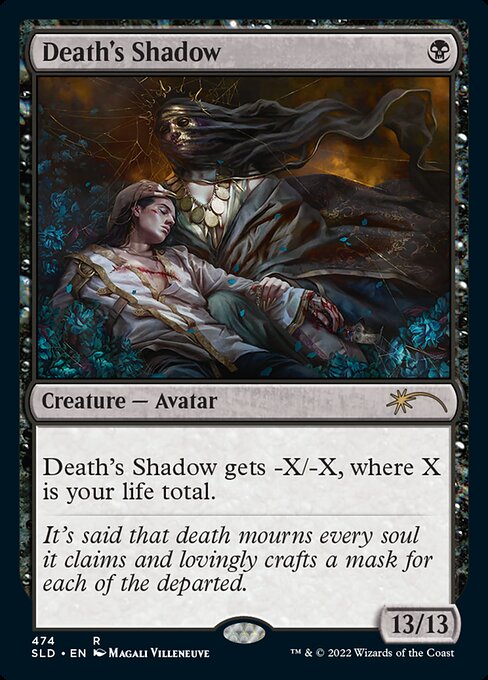 Death's Shadow
Creature — Avatar
Death's Shadow gets -X/-X, where X
is your life total.
It's said that death mourns every soul
it claims and lovingly crafts a mask for
each of the departed.
13/13
474 R
SLD • EN Magali Villeneuve
™ & © 2022 Wizards of the Coast